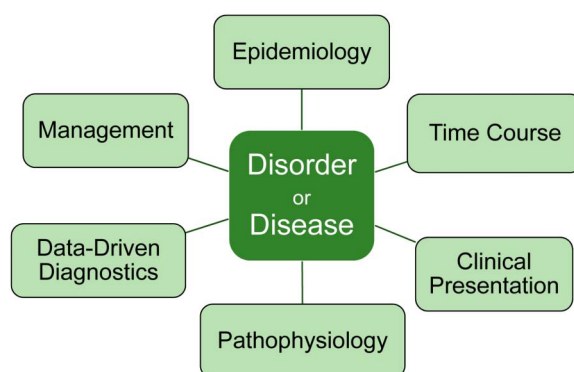 Epidemiology
Management
Time Course
Disorder
or
Disease
Data-Driven
Diagnostics
Clinical
Presentation
Pathophysiology